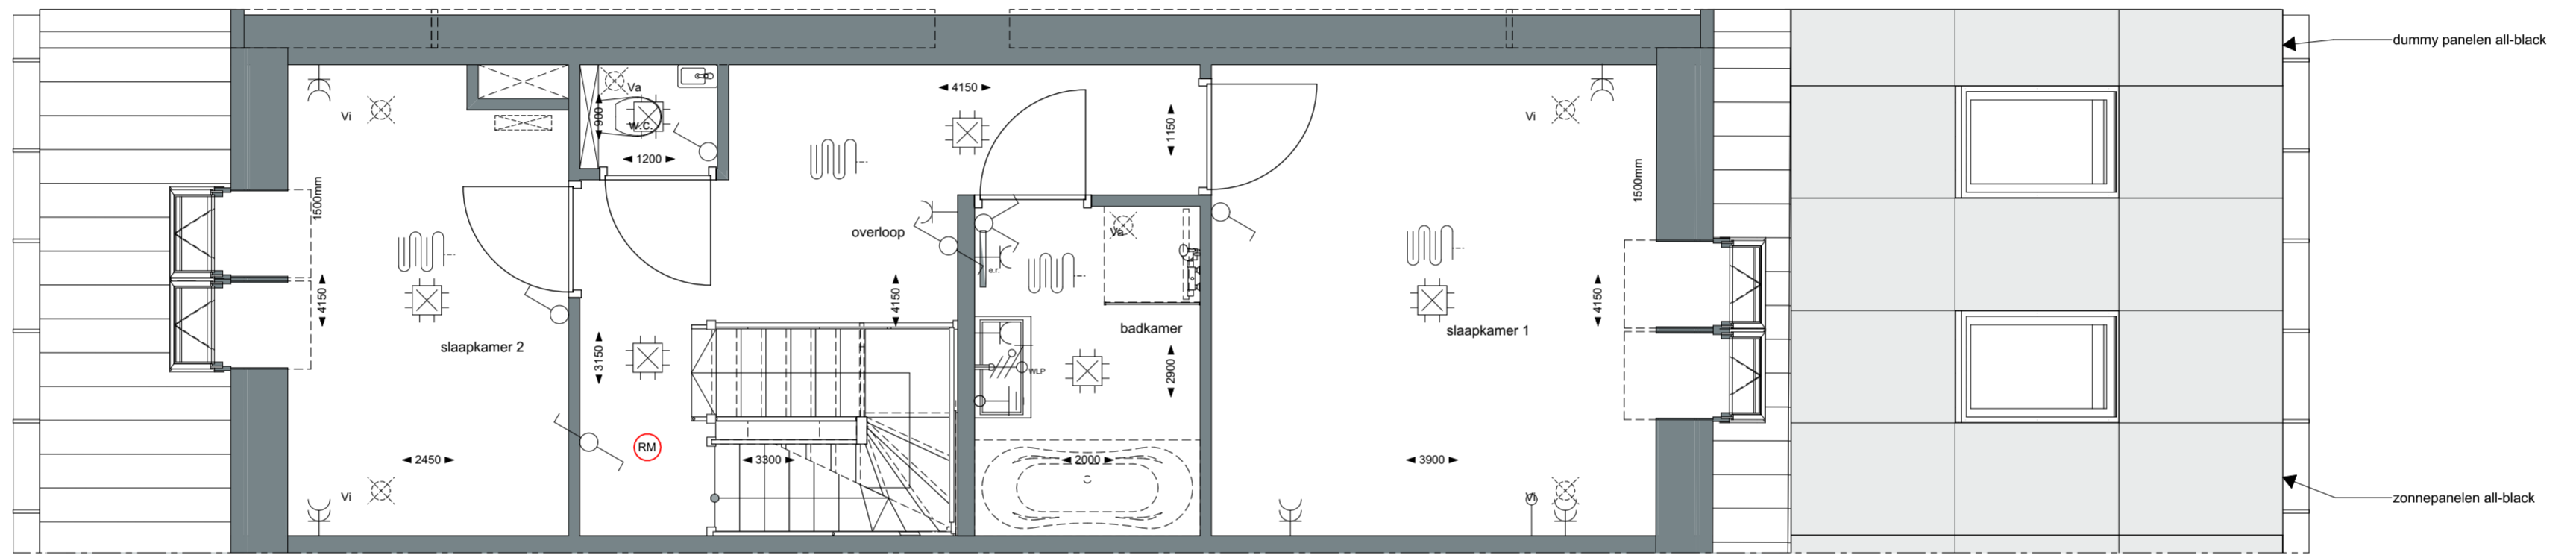 dummy panelen all-black
Va
4150
Vi
900
w.c.
Vi
1150
1200
1500mm
1500mm
Va
overloop
e.r.
4150
4150
4150
badkamer
slaapkamer 1
slaapkamer 2
3150
2900
WLP
RM
2450
3300
2000
3900
Vi
Vi
zonnepanelen all-black